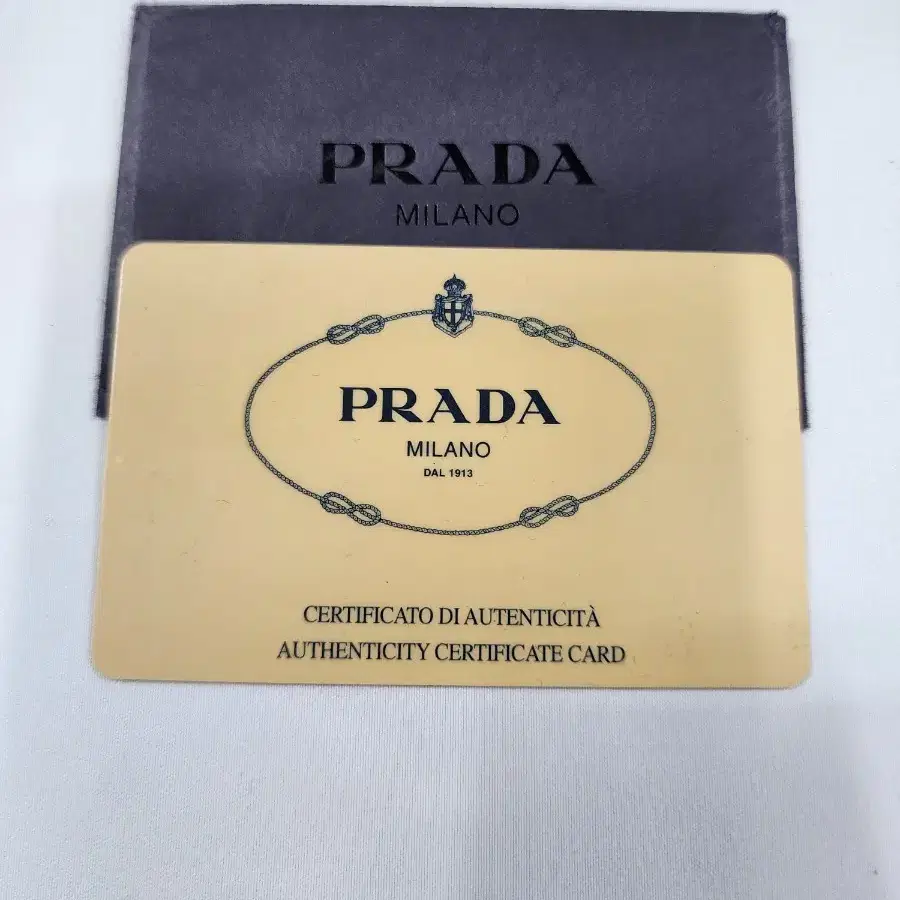 PRADA
MILANO
PRADA
MILANO
DAL 1913
CERTIFICATO DI AUTENTICITÀ
AUTHENTICITY CERTIFICATE CARD